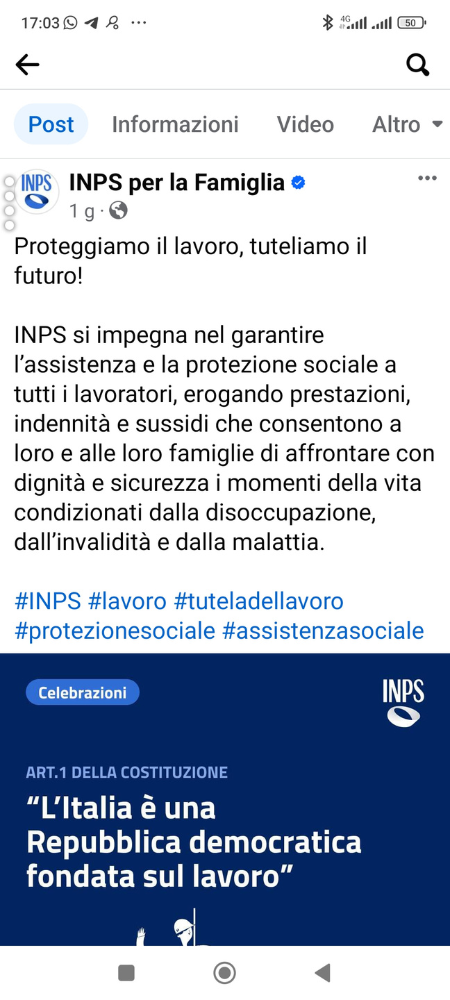 17:03
4G
50
Post Informazioni Video Altro
INPS
INPS per la Famiglia
1 g ·
Proteggiamo il lavoro, tuteliamo il
futuro!
INPS si impegna nel garantire
l’assistenza e la protezione sociale a
tutti i lavoratori, erogando prestazioni,
indennità e sussidi che consentono a
loro e alle loro famiglie di affrontare con
dignità e sicurezza i momenti della vita
condizionati dalla disoccupazione,
dall’invalidità e dalla malattia.
#INPS #lavoro #tuteladellavoro
#protezionesociale #assistenzasociale
Celebrazioni
INPS
ART.1 DELLA COSTITUZIONE
“L’Italia è una
Repubblica democratica
fondata sul lavoro”